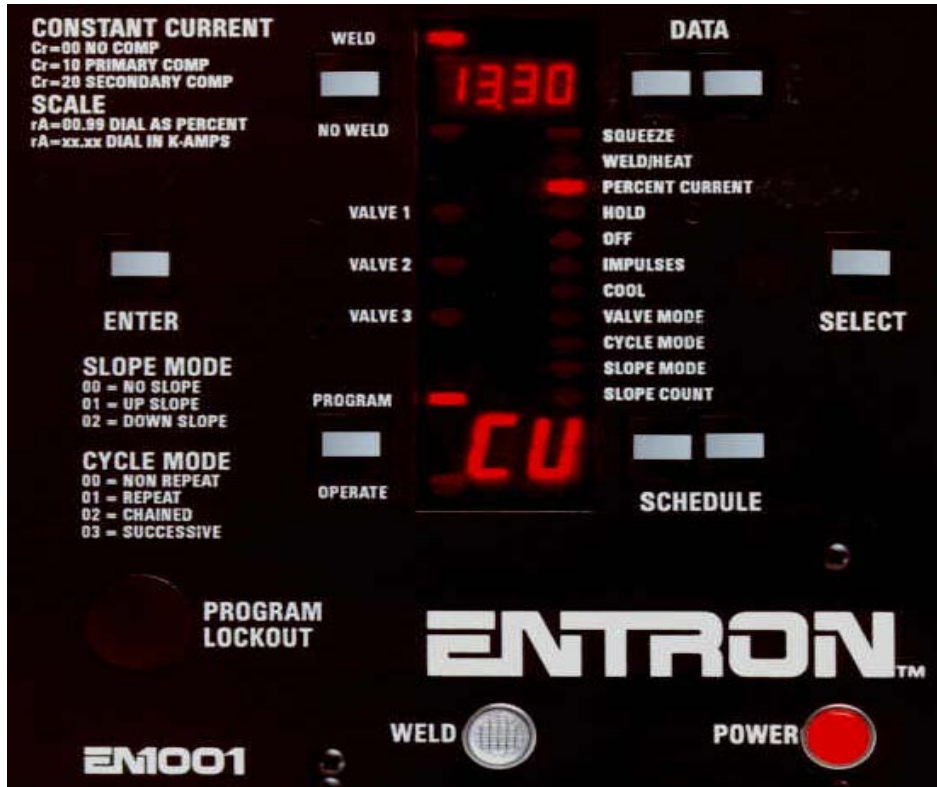 CONSTANT CURRENT
Cr=00 NO COMP
Cr=10 PRIMARY COMP
Cr=20 SECONDARY COMP
SCALE
rA=00.99 DIAL AS PERCENT
rA=xx.xx DIAL IN K-AMPS
WELD
NO WELD
13.30
DATA
SQUEEZE
WELD/HEAT
PERCENT CURRENT
HOLD
OFF
IMPULSES
COOL
VALVE MODE
CYCLE MODE
SLOPE MODE
SLOPE COUNT
VALVE 1
VALVE 2
VALVE 3
ENTER
SELECT
SLOPE MODE
00 = NO SLOPE
01 = UP SLOPE
02 = DOWN SLOPE
PROGRAM
OPERATE
CU
SCHEDULE
CYCLE MODE
00 = NON REPEAT
01 = REPEAT
02 = CHAINED
03 = SUCCESSIVE
PROGRAM
LOCKOUT
ENTRON™
WELD
POWER
EN1001